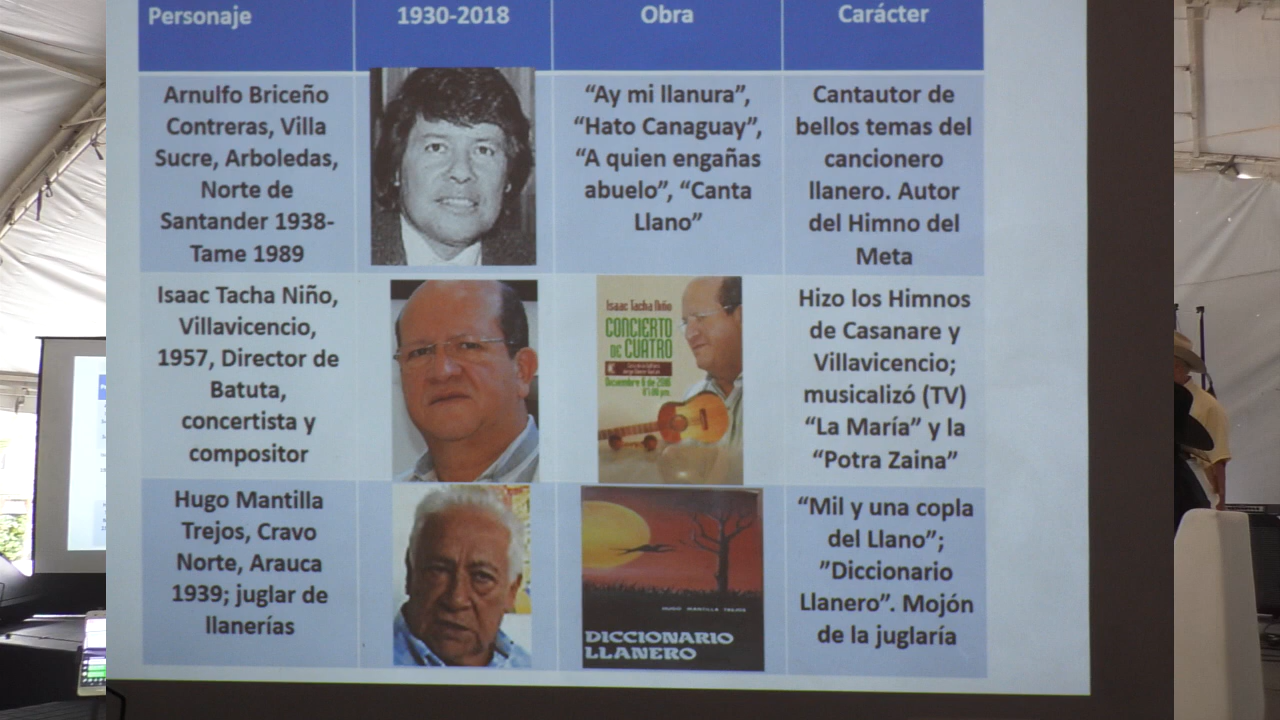 Personaje
1930-2018
Obra
Carácter
Arnulfo Briceño
Contreras, Villa
Sucre, Arboledas,
Norte de
Santander 1938-
Tame 1989
“Ay mi llanura”,
“Hato Canaguay”,
“A quien engañas
abuelo”, “Canta
Llano”
Cantautor de
bellos temas del
cancionero
llanero. Autor
del Himno del
Meta
Isaac Tacha Niño,
Villavicencio,
1957, Director de
Batuta,
concertista y
compositor
Isaac Tacha Niño
CONCIERTO
DE CUATRO
Hizo los Himnos
de Casanare y
Villavicencio;
musicalizó (TV)
“La María” y la
“Potra Zaina”
Hugo Mantilla
Trejos, Cravo
Norte, Arauca
1939; juglar de
llanerías
HUGO MANTILLA TREJOS
DICCIONARIO
LLANERO
“Mil y una copla
del Llano”;
”Diccionario
Llanero”. Mojón
de la juglaría